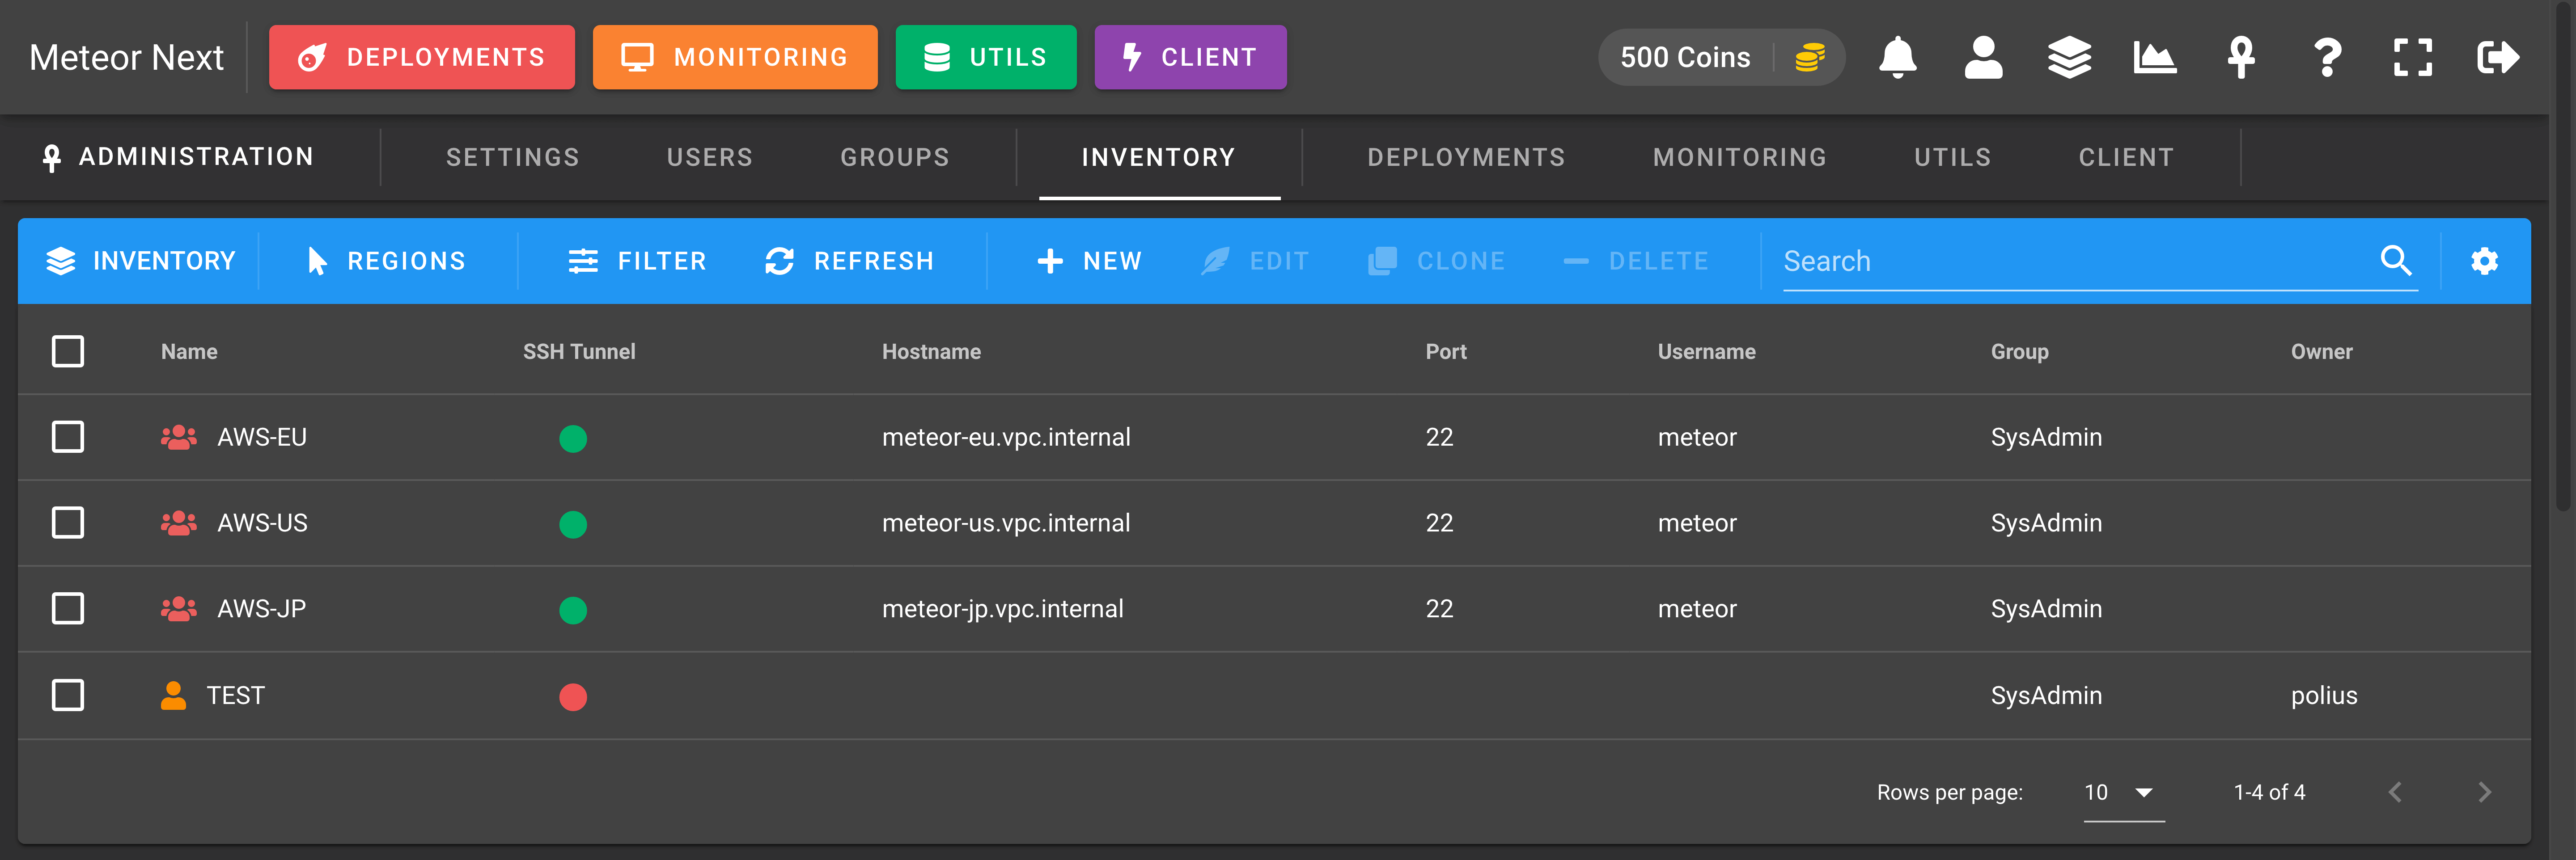 Meteor Next DEPLOYMENTS MONITORING UTILS CLIENT 500 Coins
ADMINISTRATION SETTINGS USERS GROUPS INVENTORY DEPLOYMENTS MONITORING UTILS CLIENT
INVENTORY REGIONS FILTER REFRESH NEW EDIT CLONE DELETE Search
Name SSH Tunnel Hostname Port Username Group Owner
AWS-EU meteor-eu.vpc.internal 22 meteor SysAdmin
AWS-US meteor-us.vpc.internal 22 meteor SysAdmin
AWS-JP meteor-jp.vpc.internal 22 meteor SysAdmin
TEST SysAdmin polius
Rows per page: 10 1-4 of 4